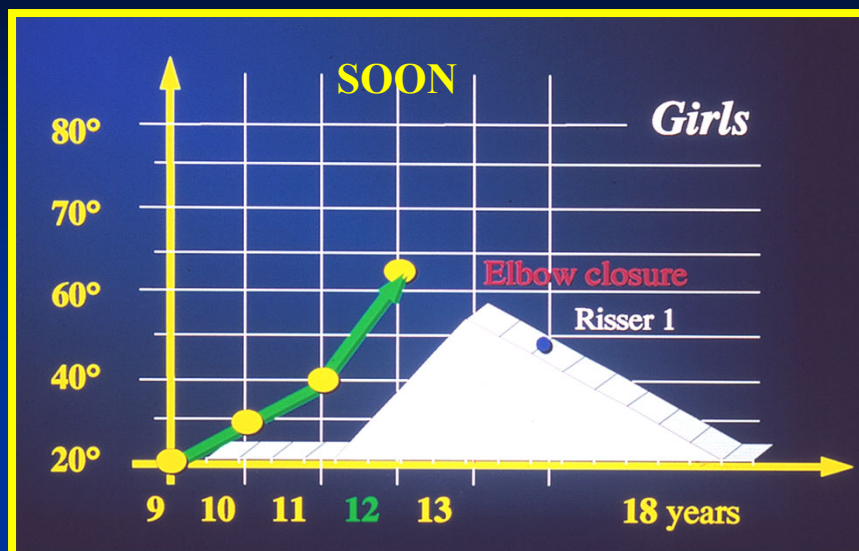 SOON
Girls
80°
70°
60°
40°
20°
Elbow closure
Risser 1
9 10 11 12 13 18 years